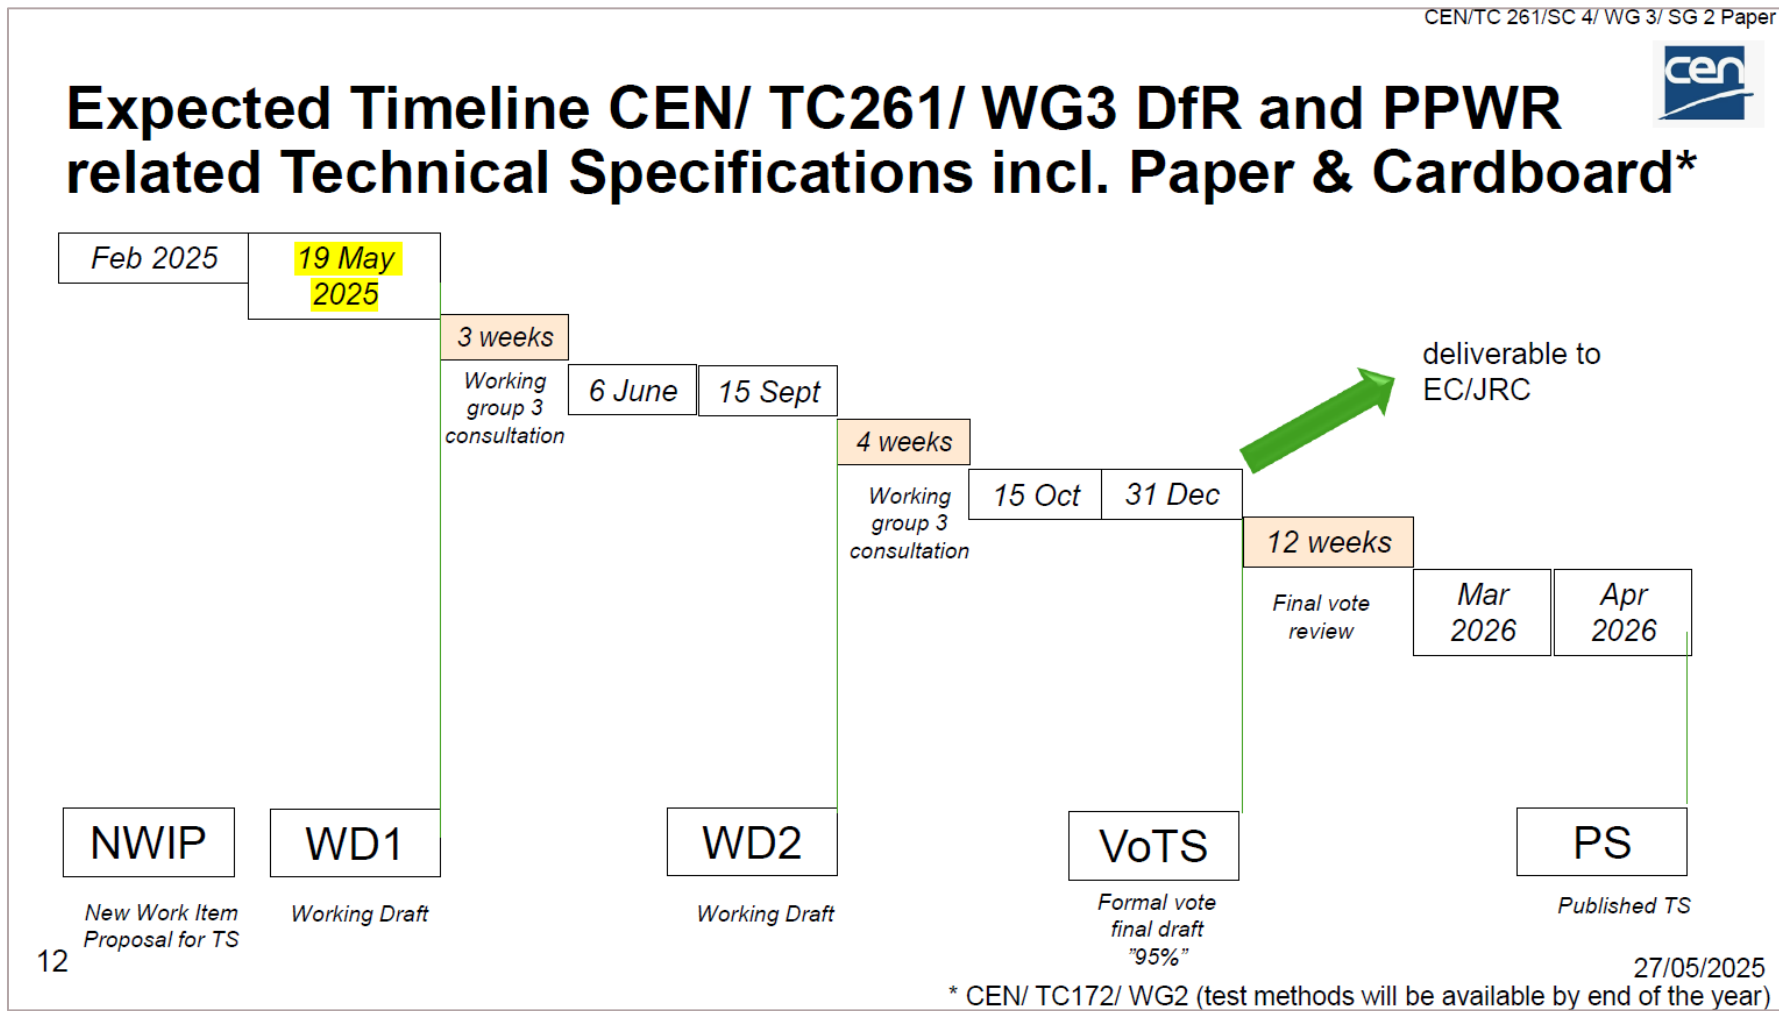 CEN/TC 261/SC 4/ WG 3/ SG 2 Paper
cen
Expected Timeline CEN/ TC261/ WG3 DfR and PPWR
related Technical Specifications incl. Paper & Cardboard*
Feb 2025
19 May
2025
3 weeks
Working
group 3
consultation
6 June
15 Sept
4 weeks
Working
group 3
consultation
15 Oct
31 Dec
deliverable to
EC/JRC
12 weeks
Final vote
review
Mar
2026
Apr
2026
NWIP
New Work Item
Proposal for TS
WD1
Working Draft
WD2
Working Draft
VoTS
Formal vote
final draft
”95%”
PS
Published TS
12
27/05/2025
* CEN/ TC172/ WG2 (test methods will be available by end of the year)